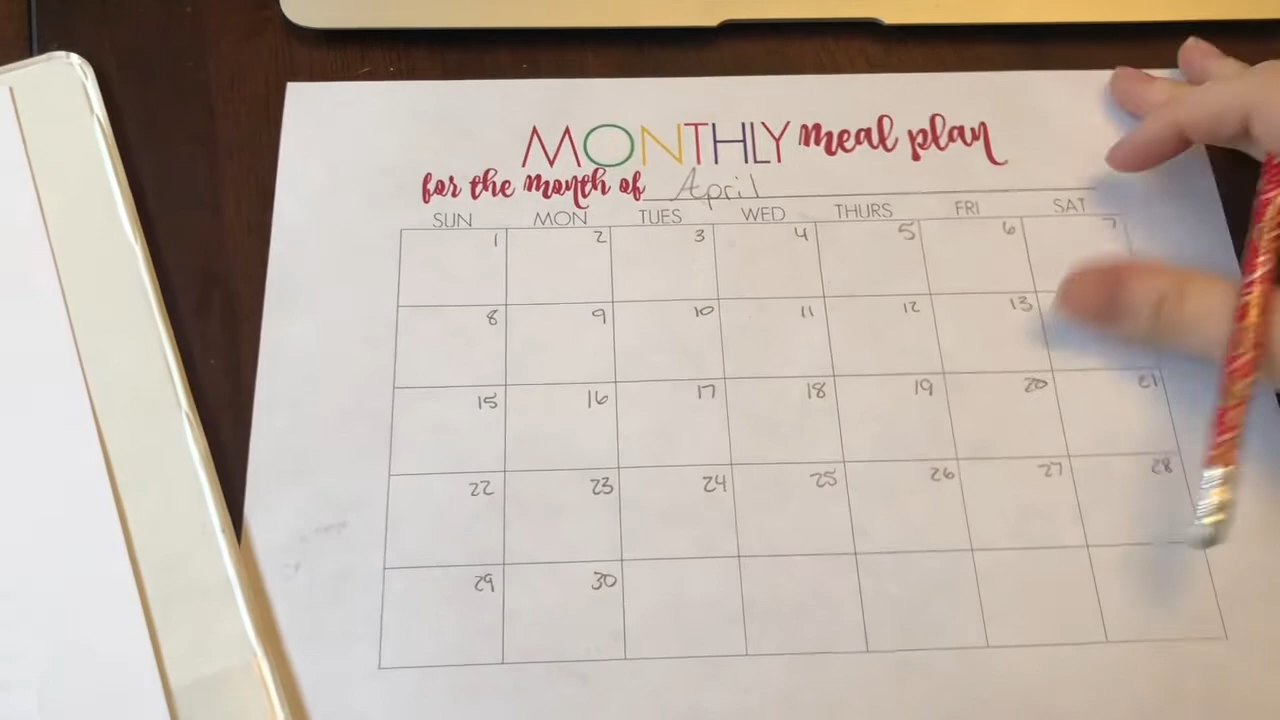 MONTHLY meal plan
for the month of April
SUN MON TUES WED THURS FRI SAT
1 2 3 4 5 6 7
8 9 10 11 12 13
15 16 17 18 19 20 21
22 23 24 25 26 27 28
29 30